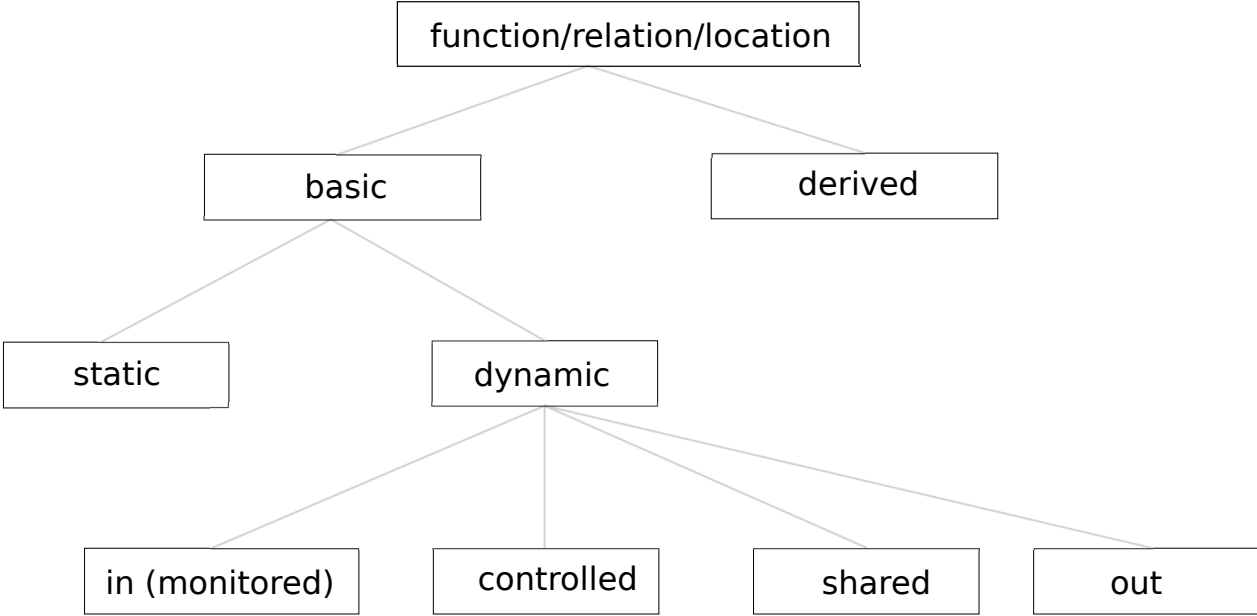 function/relation/location
basic
derived
static
dynamic
in (monitored)
controlled
shared
out